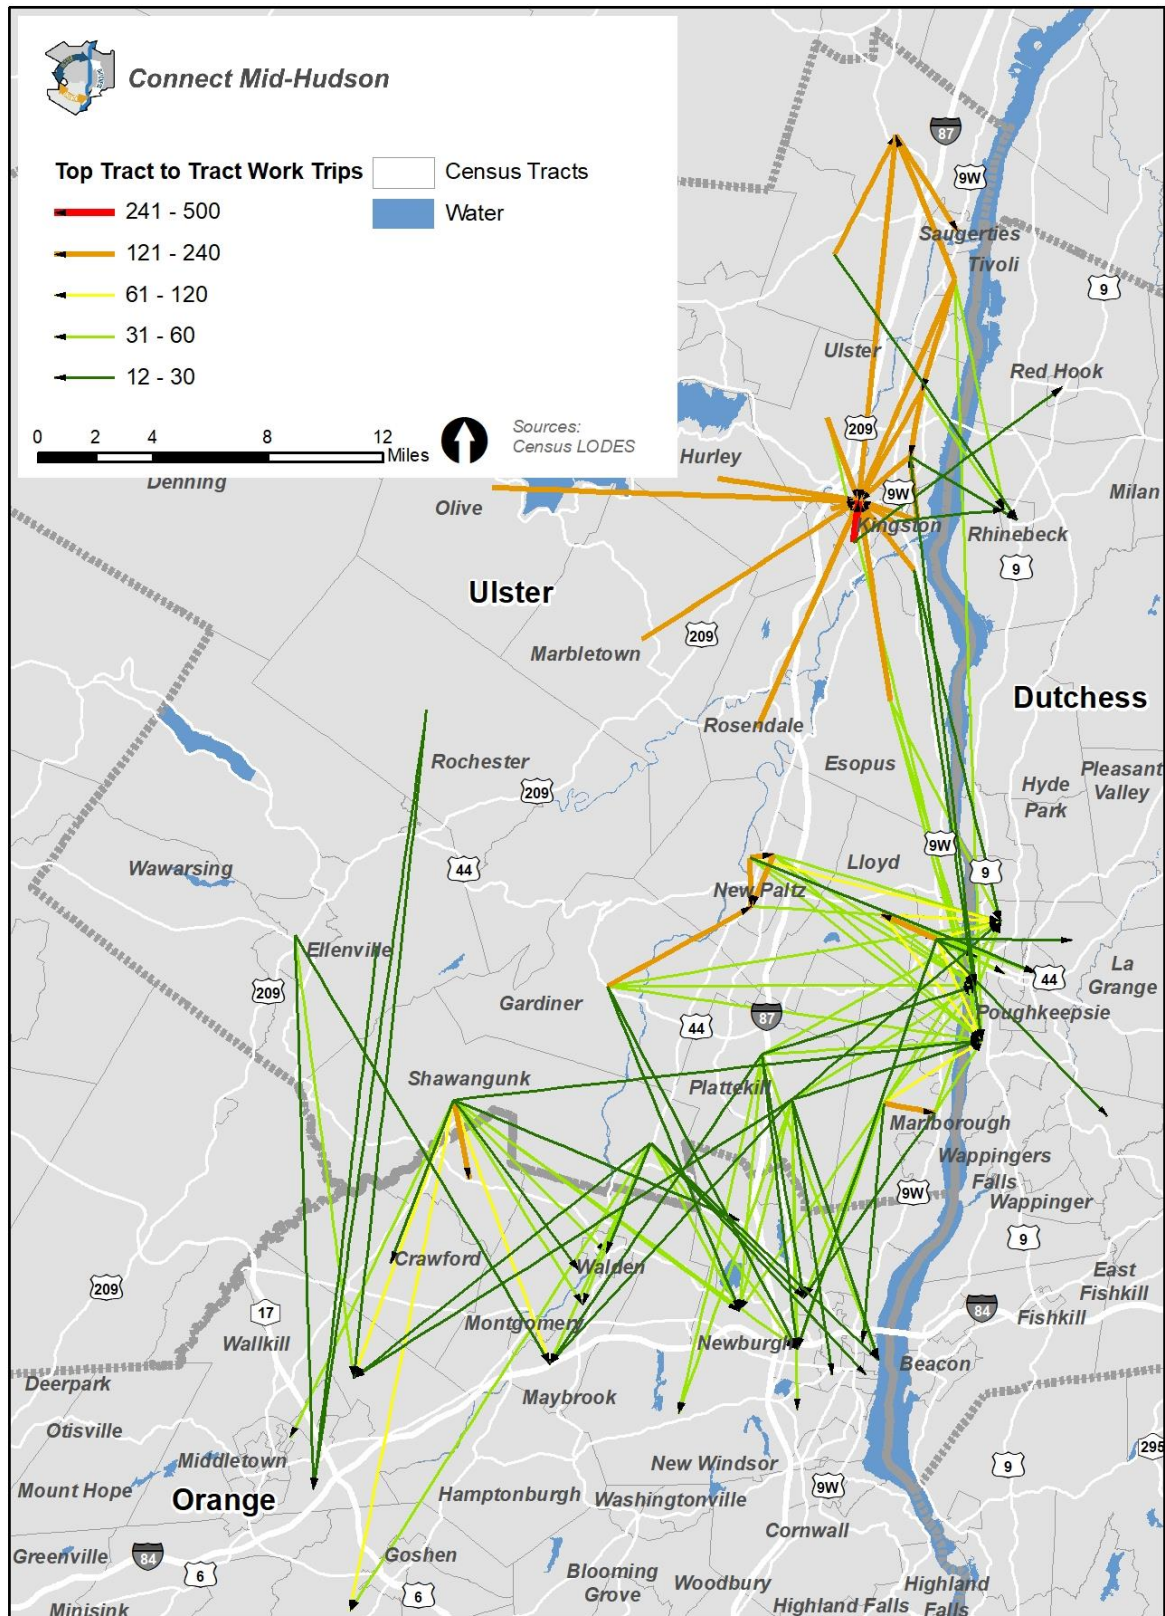 Connect Mid-Hudson
Top Tract to Tract Work Trips
241 - 500
121 - 240
61 - 120
31 - 60
12 - 30
Census Tracts
Water
0 2 4 8 12
Miles
Sources:
Census LODES
87
9W
Saugerties
Tivoli
9
Ulster
Red Hook
209
Hurley
Denning
Olive
9W
Kingston
Milan
Rhinebeck
9
Ulster
209
Marbletown
Dutchess
Rosendale
Rochester
Esopus
209
Hyde
Park
Pleasant
Valley
9W
Wawarsing
44
Lloyd
9
New Paltz
Ellenville
209
Gardiner
44
La
Grange
44
87
Poughkeepsie
Shawangunk
Plattekill
Marlborough
Wappingers
Falls
9W
Wappinger
9
Crawford
Walden
209
17
East
Fishkill
84
Fishkill
Wallkill
Montgomery
Newburgh
Beacon
Deerpark
Maybrook
Otisville
Middletown
New Windsor
9
295
Mount Hope
Orange
Hamptonburgh
Washingtonville
9W
Cornwall
Greenville
84
6
Goshen
6
Blooming
Grove
Woodbury
Highland
Falls
Highland Falls
Minisink